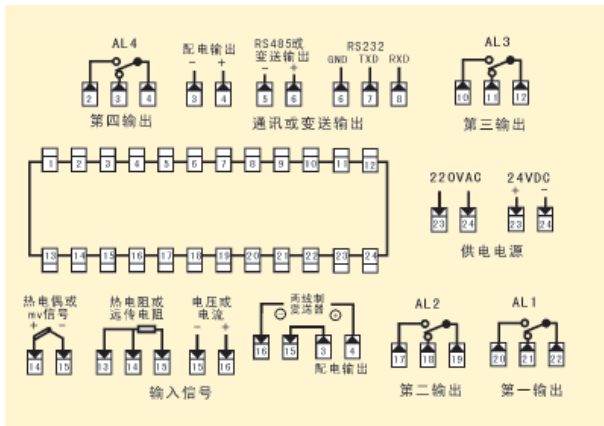 AL4
配电输出
RS485或
变送输出
RS232
GND TXD RXD
AL3
- +
- +
2 3 4
3 4
5 6
6 7 8
10 11 12
第四输出
通讯或变送输出
第三输出
1 2 3 4 5 6 7 8 9 10 11 12
220VAC
24VDC
+ -
23 24
23 24
供电电源
13 14 15 16 17 18 19 20 21 22 23 24
热电偶或
mv信号
+ -
14 15
热电阻或
远传电阻
13 14 15
电压或
电流
- +
15 16
两线制
变送器
- +
16 15 3 4
配电输出
输入信号
AL2
17 18 19
第二输出
AL1
20 21 22
第一输出